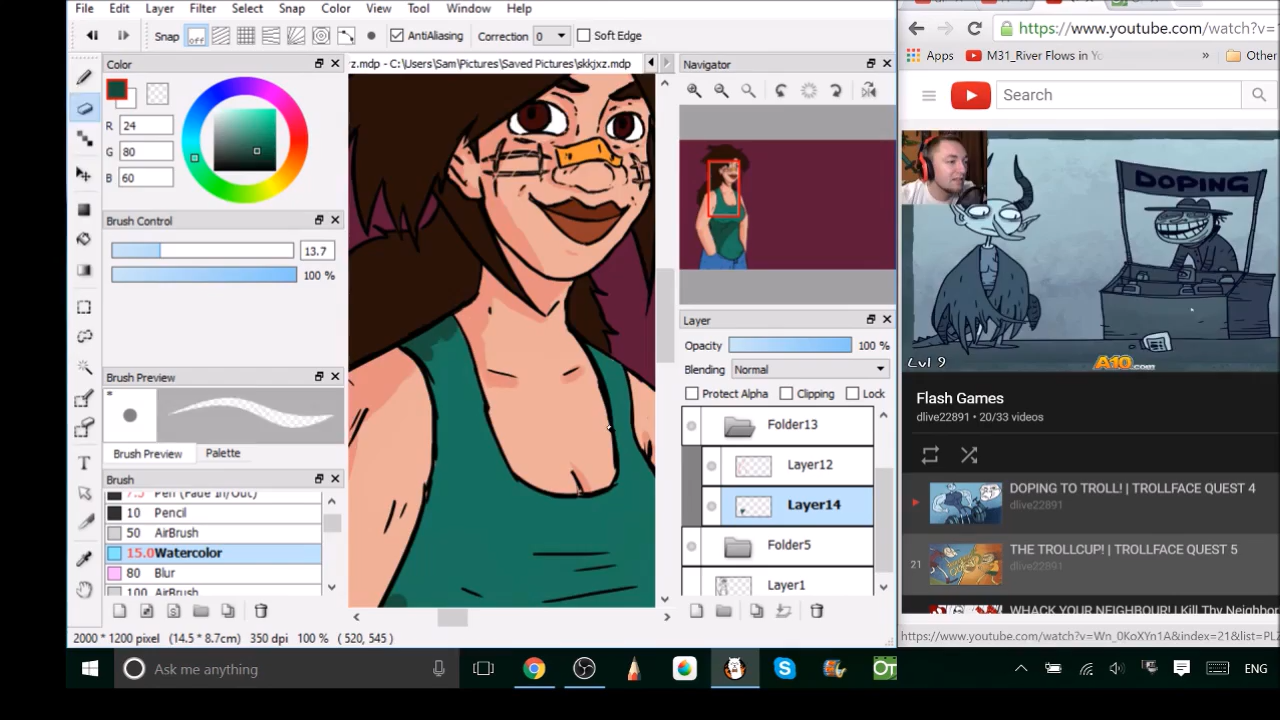 File Edit Layer Filter Select Snap Color View Tool Window Help
Snap off AntiAliasing Correction 0 Soft Edge
Color
z.mdp - C:\Users\Sam\Pictures\Saved Pictures\skkjxz.mdp
R 24
G 80
B 60
Brush Control
13.7
100 %
Brush Preview
Brush Preview Palette
Brush
7.5 Pen (Fade In/Out)
10 Pencil
50 AirBrush
15.0 Watercolor
80 Blur
100 AirBrush
2000 * 1200 pixel (14.5 * 8.7cm) 350 dpi 100 % ( 520, 545 )
Navigator
Layer
Opacity 100 %
Blending Normal
Protect Alpha Clipping Lock
Folder13
Layer12
Layer14
Folder5
Layer1
https://www.youtube.com/watch?v=
Apps M31_River Flows in Yo » Other
Search
DOPING
Lvl 9
A10.com
Flash Games
dlive22891 • 20/33 videos
DOPING TO TROLL! | TROLLFACE QUEST 4
dlive22891
21
THE TROLLCUP! | TROLLFACE QUEST 5
dlive22891
WHACK YOUR NEIGHBOUR! | Kill Thy Neighbor
https://www.youtube.com/watch?v=Wn_0KoXYn1A&index=21&list=PL
Ask me anything
OT
ENG